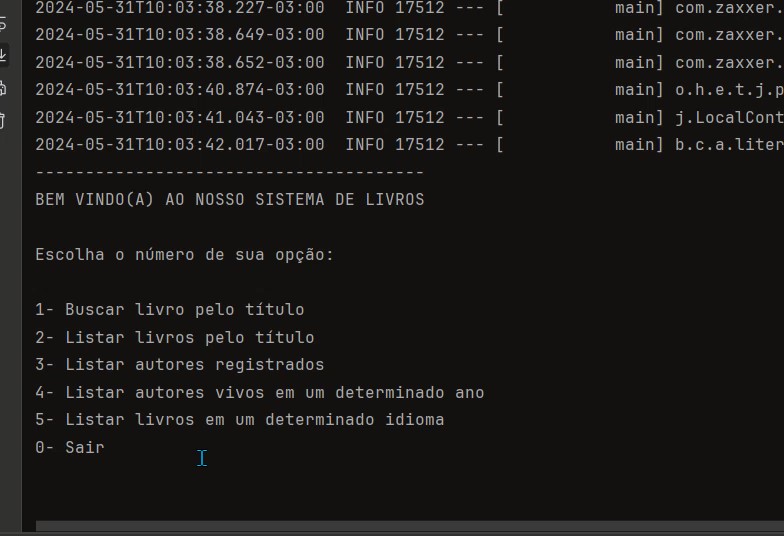 2024-05-31T10:03:38.227-03:00  INFO 17512 --- [           main] com.zaxxer.
2024-05-31T10:03:38.649-03:00  INFO 17512 --- [           main] com.zaxxer.
2024-05-31T10:03:38.652-03:00  INFO 17512 --- [           main] com.zaxxer.
2024-05-31T10:03:40.874-03:00  INFO 17512 --- [           main] o.h.e.t.j.p
2024-05-31T10:03:41.043-03:00  INFO 17512 --- [           main] j.LocalCont
2024-05-31T10:03:42.017-03:00  INFO 17512 --- [           main] b.c.a.liter
---------------------------------------
BEM VINDO(A) AO NOSSO SISTEMA DE LIVROS
Escolha o número de sua opção:
1- Buscar livro pelo título
2- Listar livros pelo título
3- Listar autores registrados
4- Listar autores vivos em um determinado ano
5- Listar livros em um determinado idioma
0- Sair